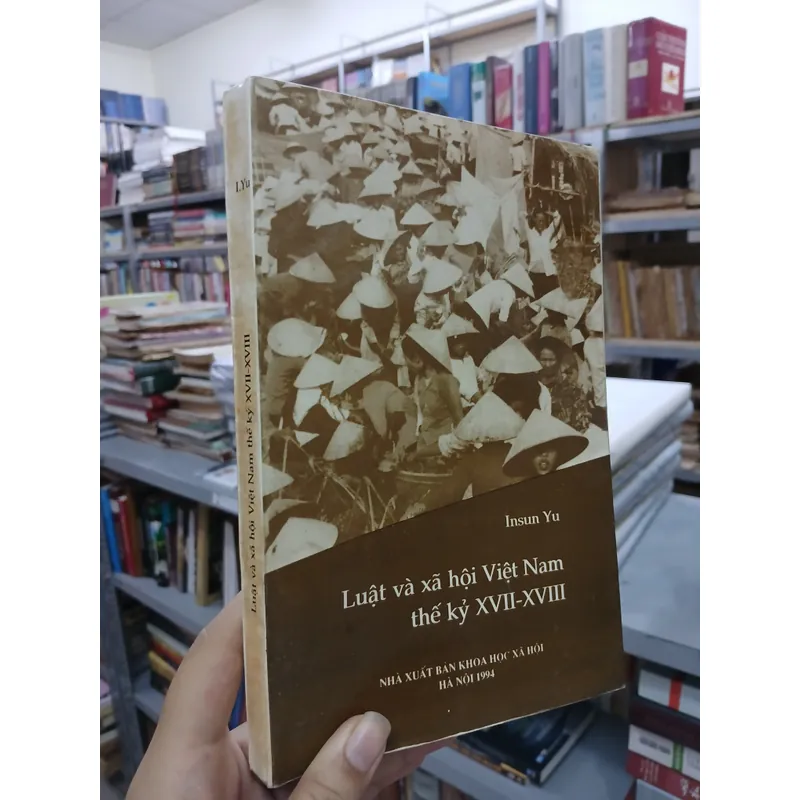 I.Yu
Luật và xã hội Việt Nam thế kỷ XVII-XVIII
Insun Yu
Luật và xã hội Việt Nam
thế kỷ XVII-XVIII
NHÀ XUẤT BẢN KHOA HỌC XÃ HỘI
HÀ NỘI 1994